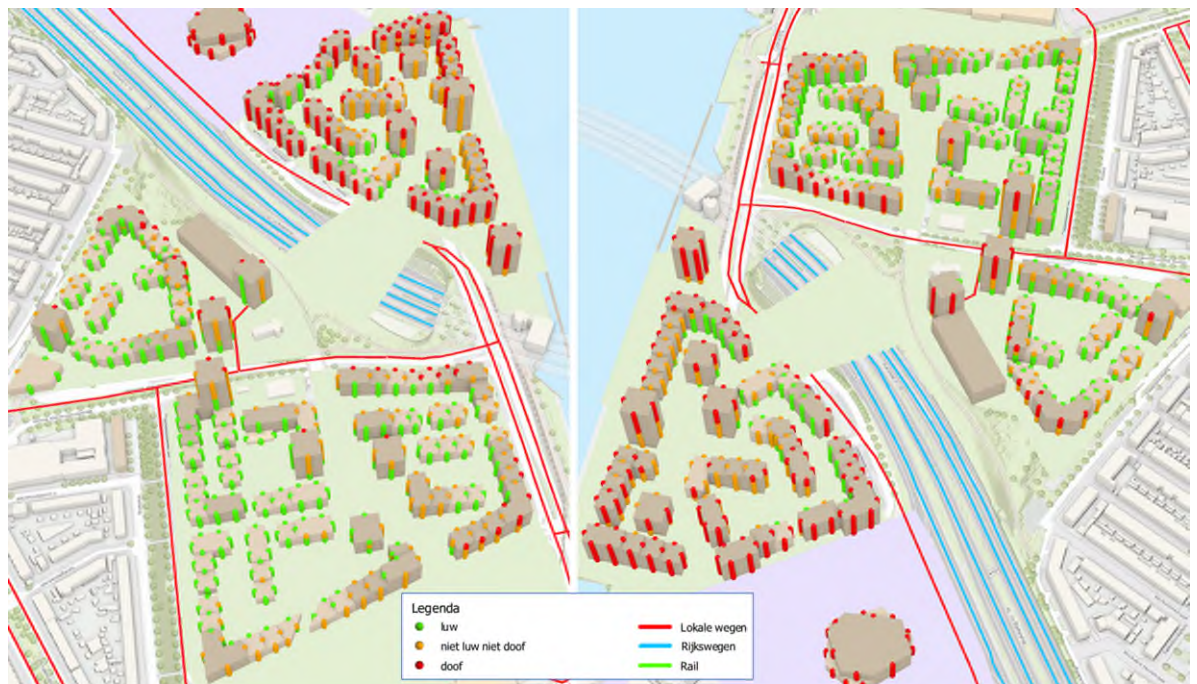 Legenda
luw
niet luw niet doof
doof
Lokale wegen
Rijkswegen
Rail